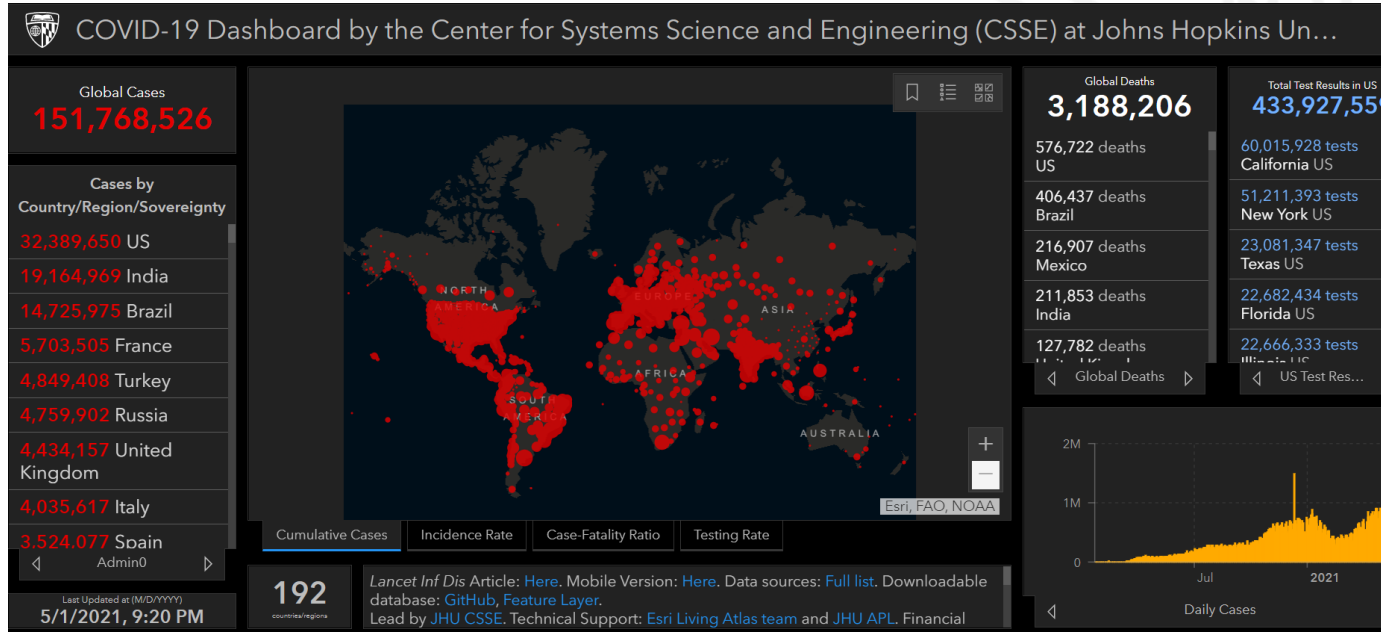 COVID-19 Dashboard by the Center for Systems Science and Engineering (CSSE) at Johns Hopkins Un...
Global Cases
151,768,526
Cases by
Country/Region/Sovereignty
32,389,650 US
19,164,969 India
14,725,975 Brazil
5,703,505 France
4,849,408 Turkey
4,759,902 Russia
4,434,157 United
Kingdom
4,035,617 Italy
3,524,077 Spain
Admin0
Last Updated at (M/D/YYYY)
5/1/2021, 9:20 PM
NORTH
AMERICA
SOUTH
AMERICA
EUROPE
AFRICA
ASIA
AUSTRALIA
+
−
Esri, FAO, NOAA
Cumulative Cases
Incidence Rate
Case-Fatality Ratio
Testing Rate
192
countries/regions
Lancet Inf Dis Article: Here. Mobile Version: Here. Data sources: Full list. Downloadable
database: GitHub, Feature Layer.
Lead by JHU CSSE. Technical Support: Esri Living Atlas team and JHU APL. Financial
Global Deaths
3,188,206
576,722 deaths
US
406,437 deaths
Brazil
216,907 deaths
Mexico
211,853 deaths
India
127,782 deaths
Global Deaths
Total Test Results in US
433,927,559
60,015,928 tests
California US
51,211,393 tests
New York US
23,081,347 tests
Texas US
22,682,434 tests
Florida US
22,666,333 tests
Illinois US
US Test Res...
2M
1M
0
Jul
2021
Daily Cases